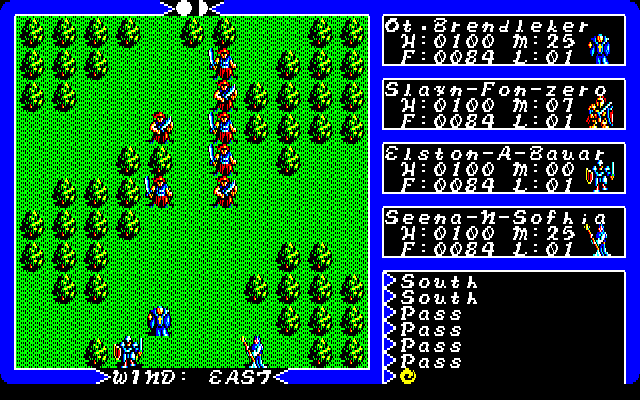 Ot.Brendleker
H:0100 M:25
F:0084 L:01
Slayn-Fon-zero
H:0100 M:07
F:0084 L:01
Elston-A-Bauar
H:0100 M:00
F:0084 L:01
Seena-N-Sofhia
H:0100 M:25
F:0084 L:01
South
South
Pass
Pass
Pass
Pass
WIND: EAST